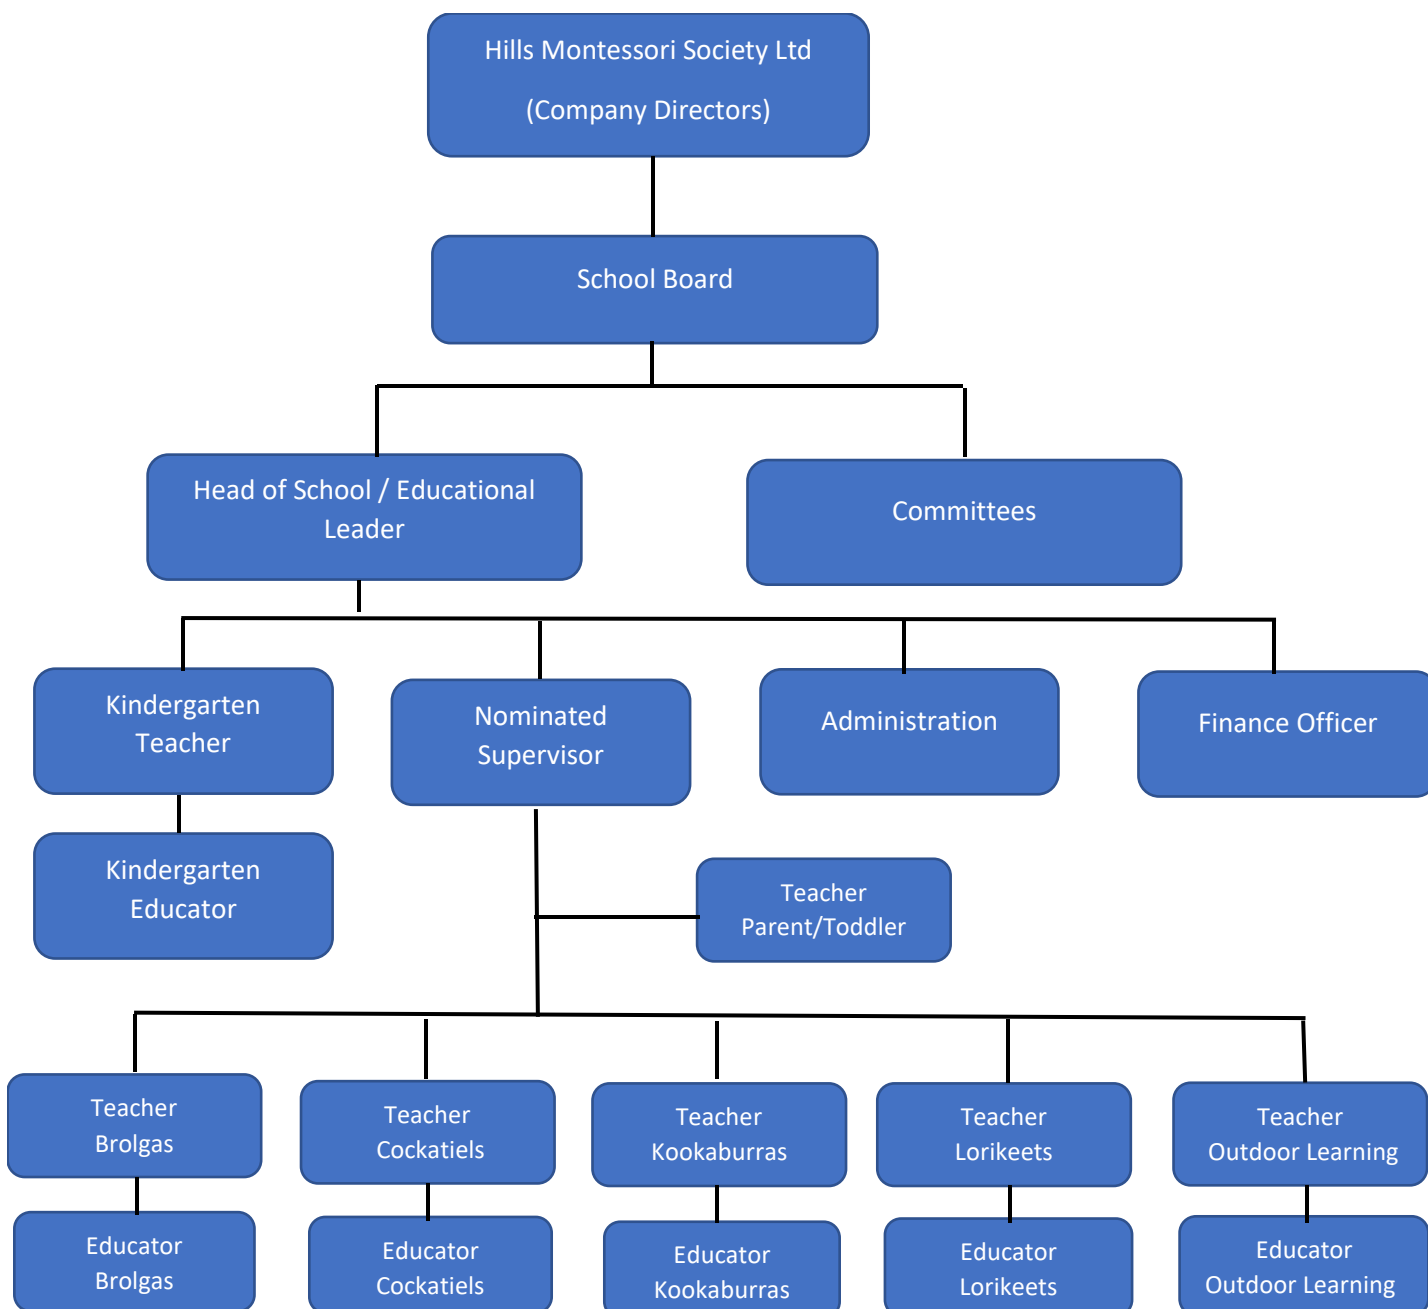 Hills Montessori Society Ltd
(Company Directors)
School Board
Head of School / Educational
Leader
Committees
Kindergarten
Teacher
Nominated
Supervisor
Administration
Finance Officer
Kindergarten
Educator
Teacher
Parent/Toddler
Teacher
Brolgas
Teacher
Cockatiels
Teacher
Kookaburras
Teacher
Lorikeets
Teacher
Outdoor Learning
Educator
Brolgas
Educator
Cockatiels
Educator
Kookaburras
Educator
Lorikeets
Educator
Outdoor Learning